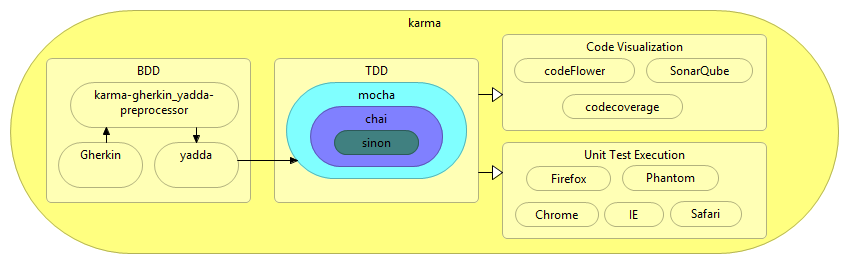 karma
BDD
karma-gherkin_yadda-
preprocessor
Gherkin
yadda
TDD
mocha
chai
sinon
Code Visualization
codeFlower
SonarQube
codecoverage
Unit Test Execution
Firefox
Phantom
Chrome
IE
Safari